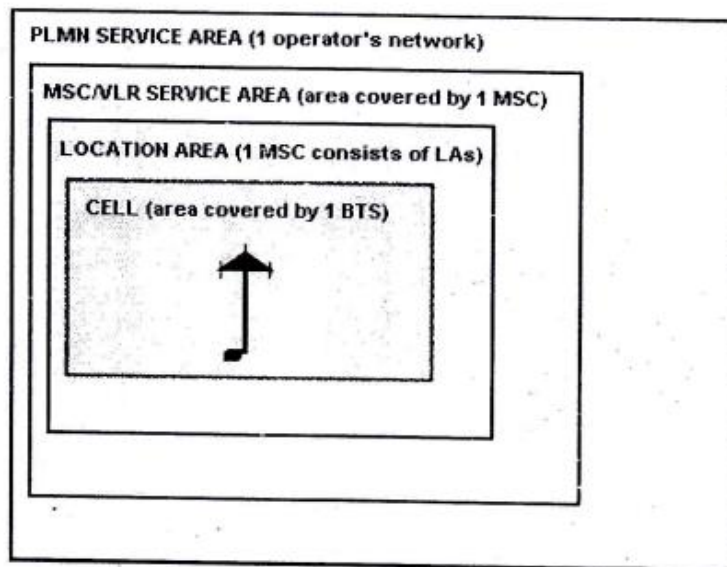 PLMN SERVICE AREA (1 operator's network)
MSC/VLR SERVICE AREA (area covered by 1 MSC)
LOCATION AREA (1 MSC consists of LAs)
CELL (area covered by 1 BTS)